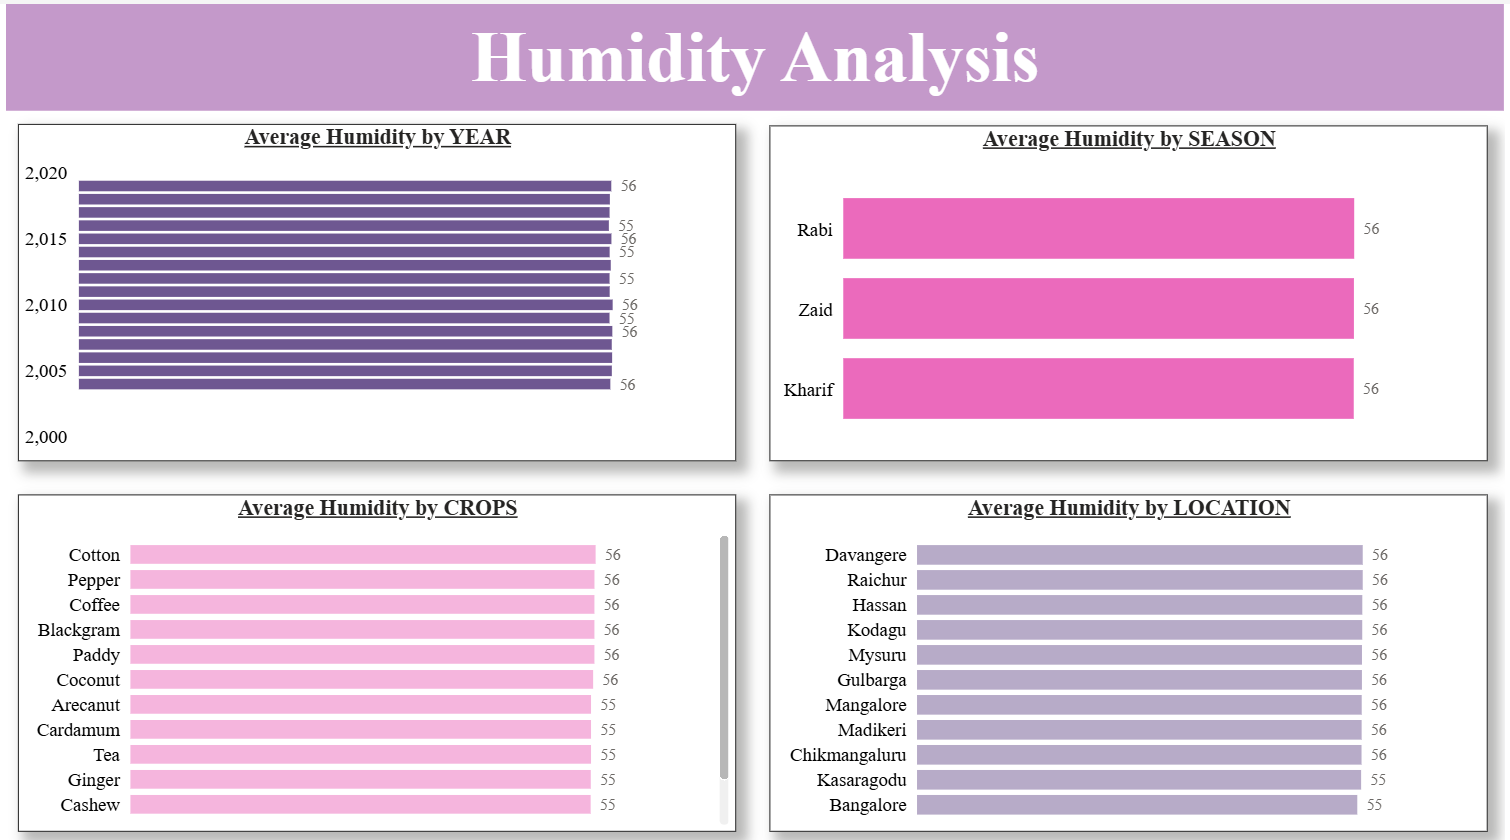 Humidity Analysis
Average Humidity by YEAR
2,020
56
55
2,015
56
55
55
2,010
56
55
56
2,005
56
2,000
Average Humidity by SEASON
Rabi 56
Zaid 56
Kharif 56
Average Humidity by CROPS
Cotton 56
Pepper 56
Coffee 56
Blackgram 56
Paddy 56
Coconut 56
Arecanut 55
Cardamum 55
Tea 55
Ginger 55
Cashew 55
Average Humidity by LOCATION
Davangere 56
Raichur 56
Hassan 56
Kodagu 56
Mysuru 56
Gulbarga 56
Mangalore 56
Madikeri 56
Chikmangaluru 56
Kasaragodu 55
Bangalore 55